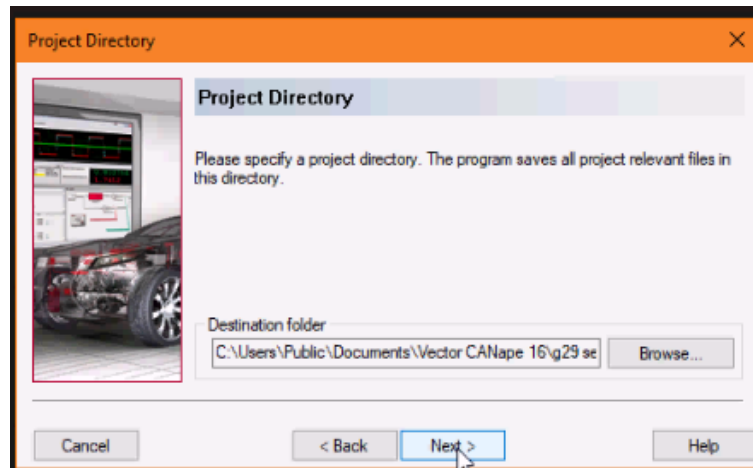 Project Directory
Project Directory
Please specify a project directory. The program saves all project relevant files in
this directory.
Destination folder
C:\Users\Public\Documents\Vector CANape 16\g29 se
Browse...
Cancel
< Back
Next >
Help